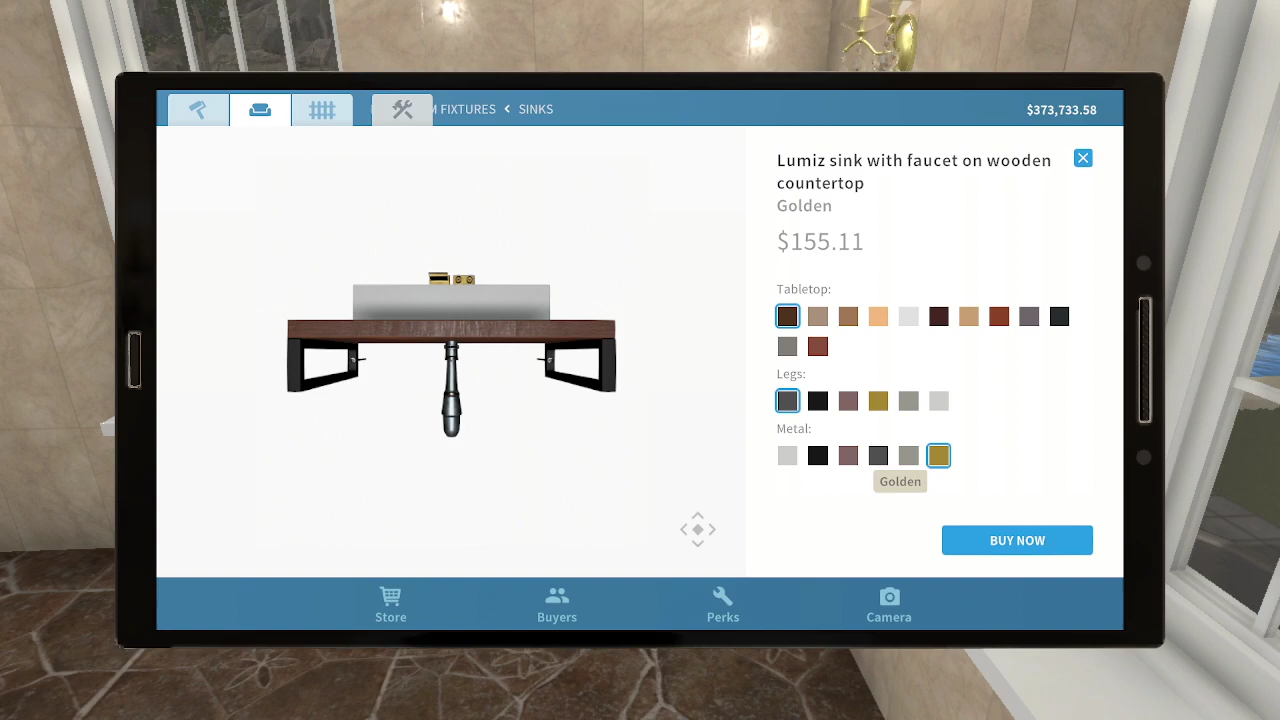 M FIXTURES < SINKS
$373,733.58
Lumiz sink with faucet on wooden
countertop
Golden
$155.11
Tabletop:
Legs:
Metal:
Golden
BUY NOW
Store
Buyers
Perks
Camera